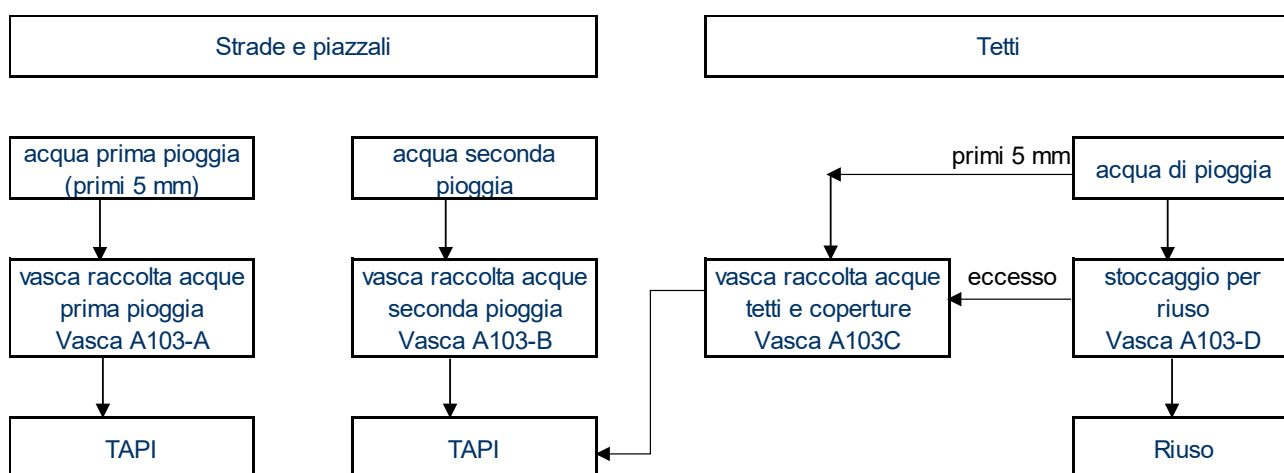 Strade e piazzali
Tetti
acqua prima pioggia
(primi 5 mm)
acqua seconda
pioggia
primi 5 mm
acqua di pioggia
vasca raccolta acque
prima pioggia
Vasca A103-A
vasca raccolta acque
seconda pioggia
Vasca A103-B
vasca raccolta acque
tetti e coperture
Vasca A103C
eccesso
stoccaggio per
riuso
Vasca A103-D
TAPI
TAPI
Riuso